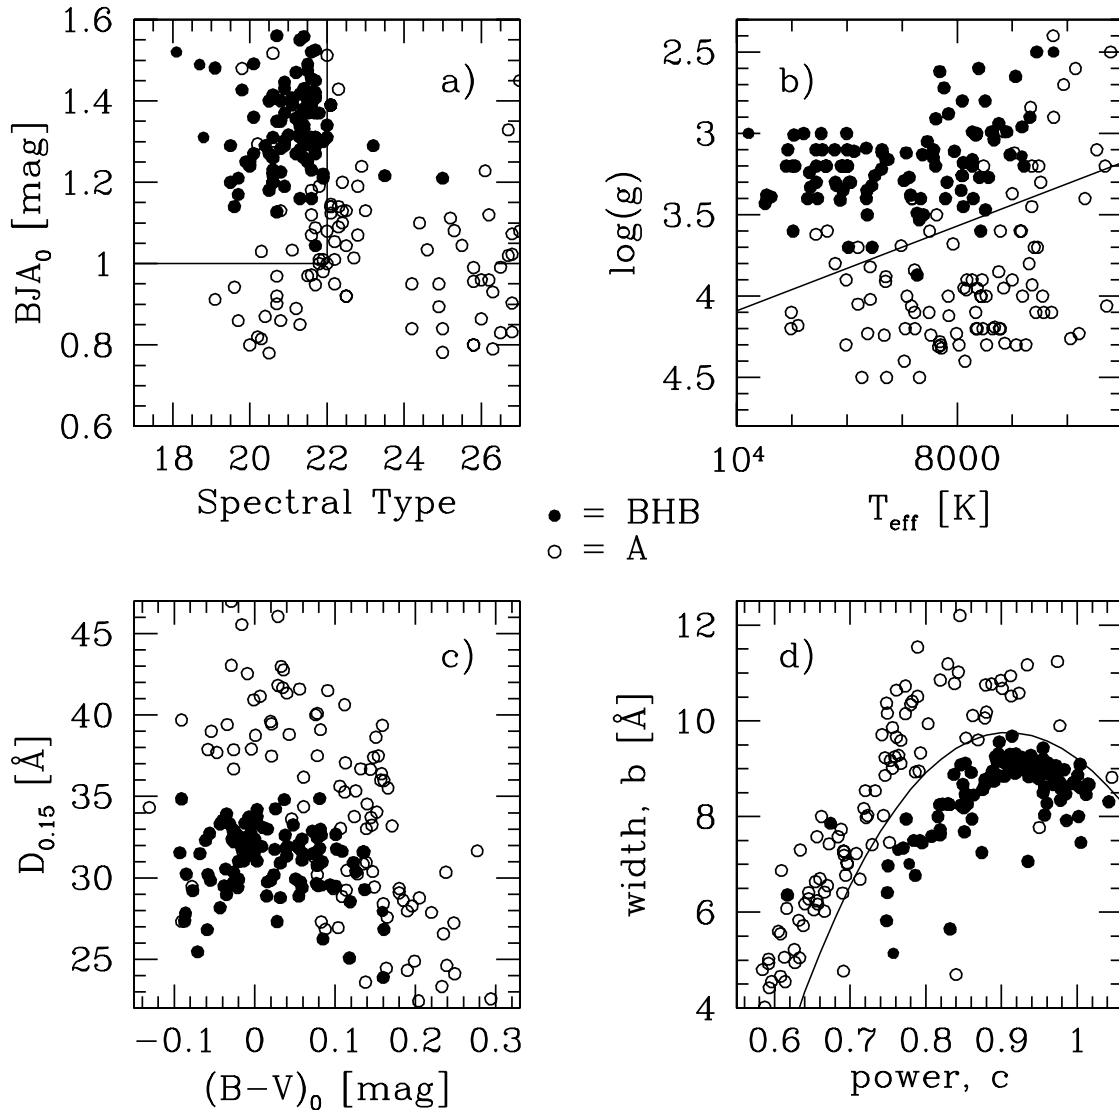 1.6
1.4
1.2
1
0.8
0.6
BJA₀ [mag]
a)
18 20 22 24 26
Spectral Type
2.5
3
3.5
4
4.5
log(g)
b)
10⁴ 8000
T_eff [K]
● = BHB
○ = A
45
40
35
30
25
D₀.₁₅ [Å]
c)
−0.1 0 0.1 0.2 0.3
(B−V)₀ [mag]
12
10
8
6
4
width, b [Å]
d)
0.6 0.7 0.8 0.9 1
power, c